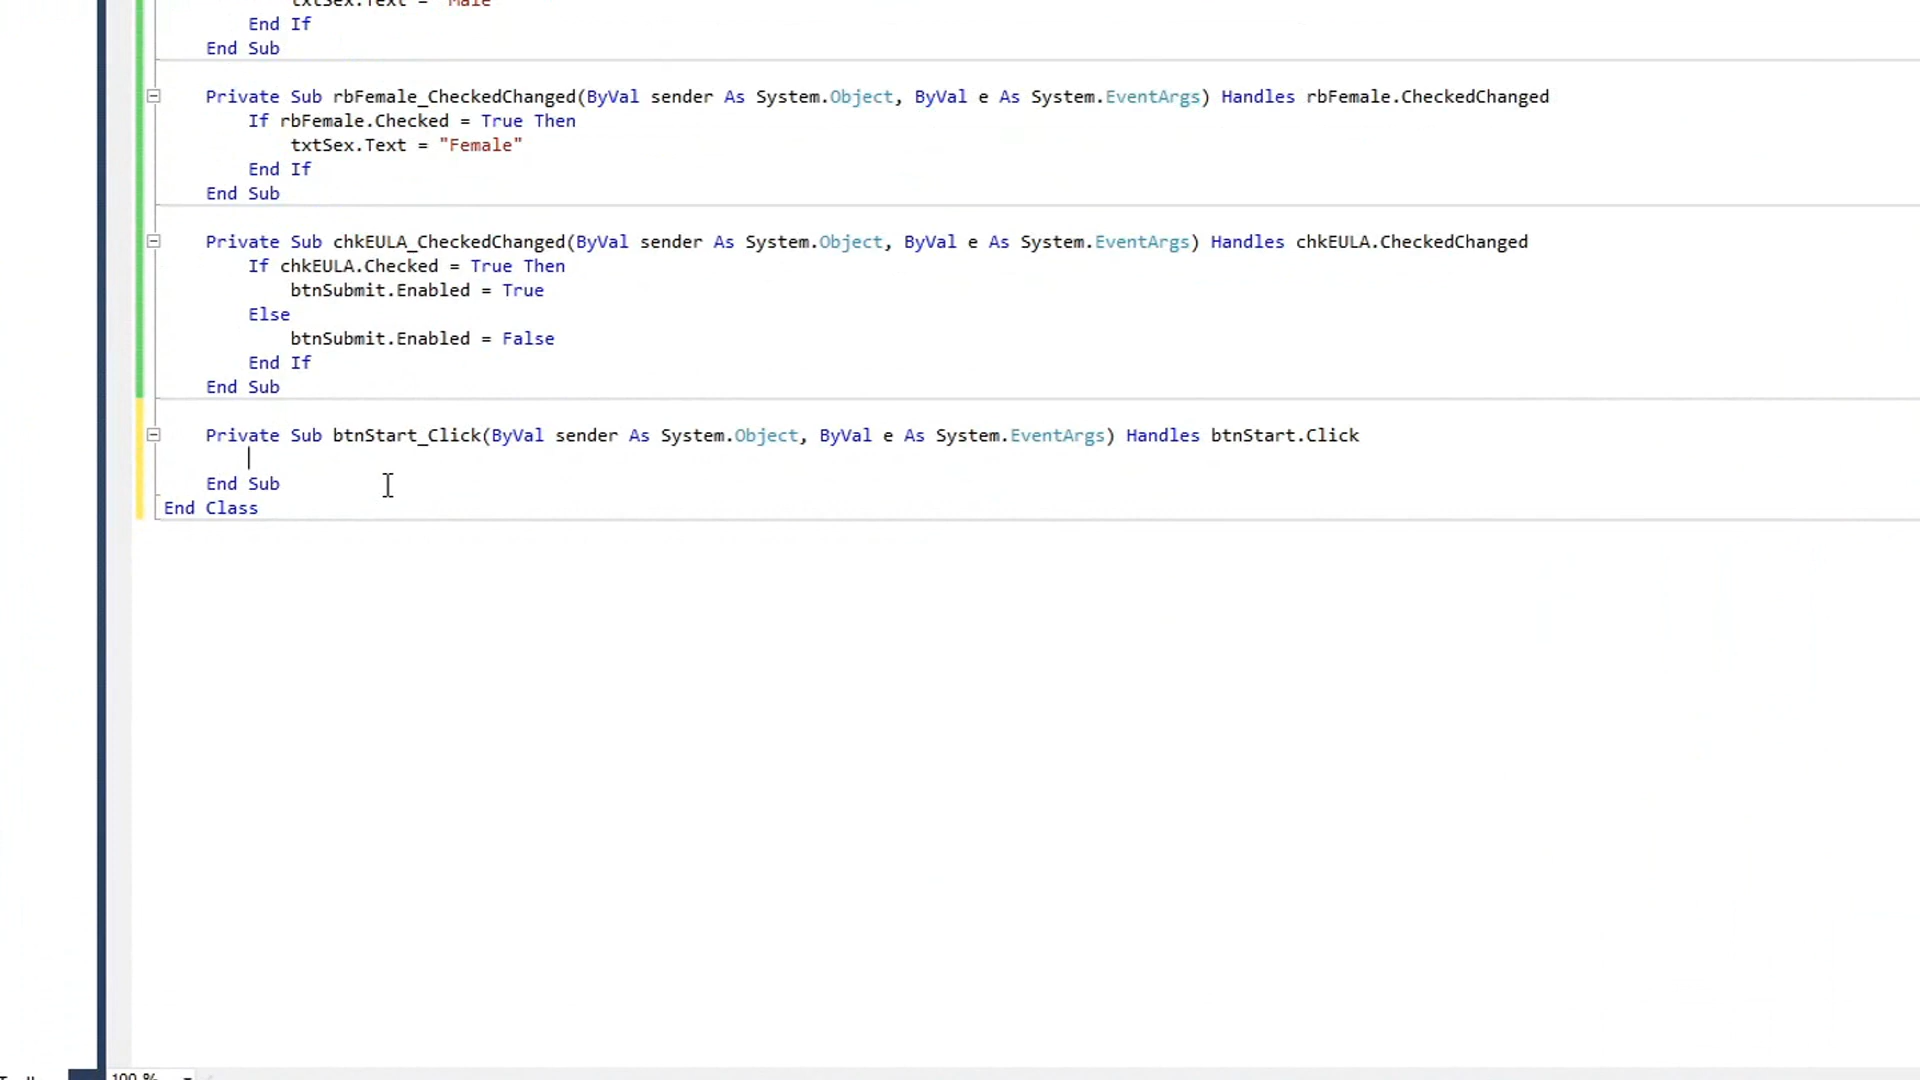 txtSex.Text = "Male"
End If
End Sub
Private Sub rbFemale_CheckedChanged(ByVal sender As System.Object, ByVal e As System.EventArgs) Handles rbFemale.CheckedChanged
If rbFemale.Checked = True Then
txtSex.Text = "Female"
End If
End Sub
Private Sub chkEULA_CheckedChanged(ByVal sender As System.Object, ByVal e As System.EventArgs) Handles chkEULA.CheckedChanged
If chkEULA.Checked = True Then
btnSubmit.Enabled = True
Else
btnSubmit.Enabled = False
End If
End Sub
Private Sub btnStart_Click(ByVal sender As System.Object, ByVal e As System.EventArgs) Handles btnStart.Click
End Sub
End Class
100 %